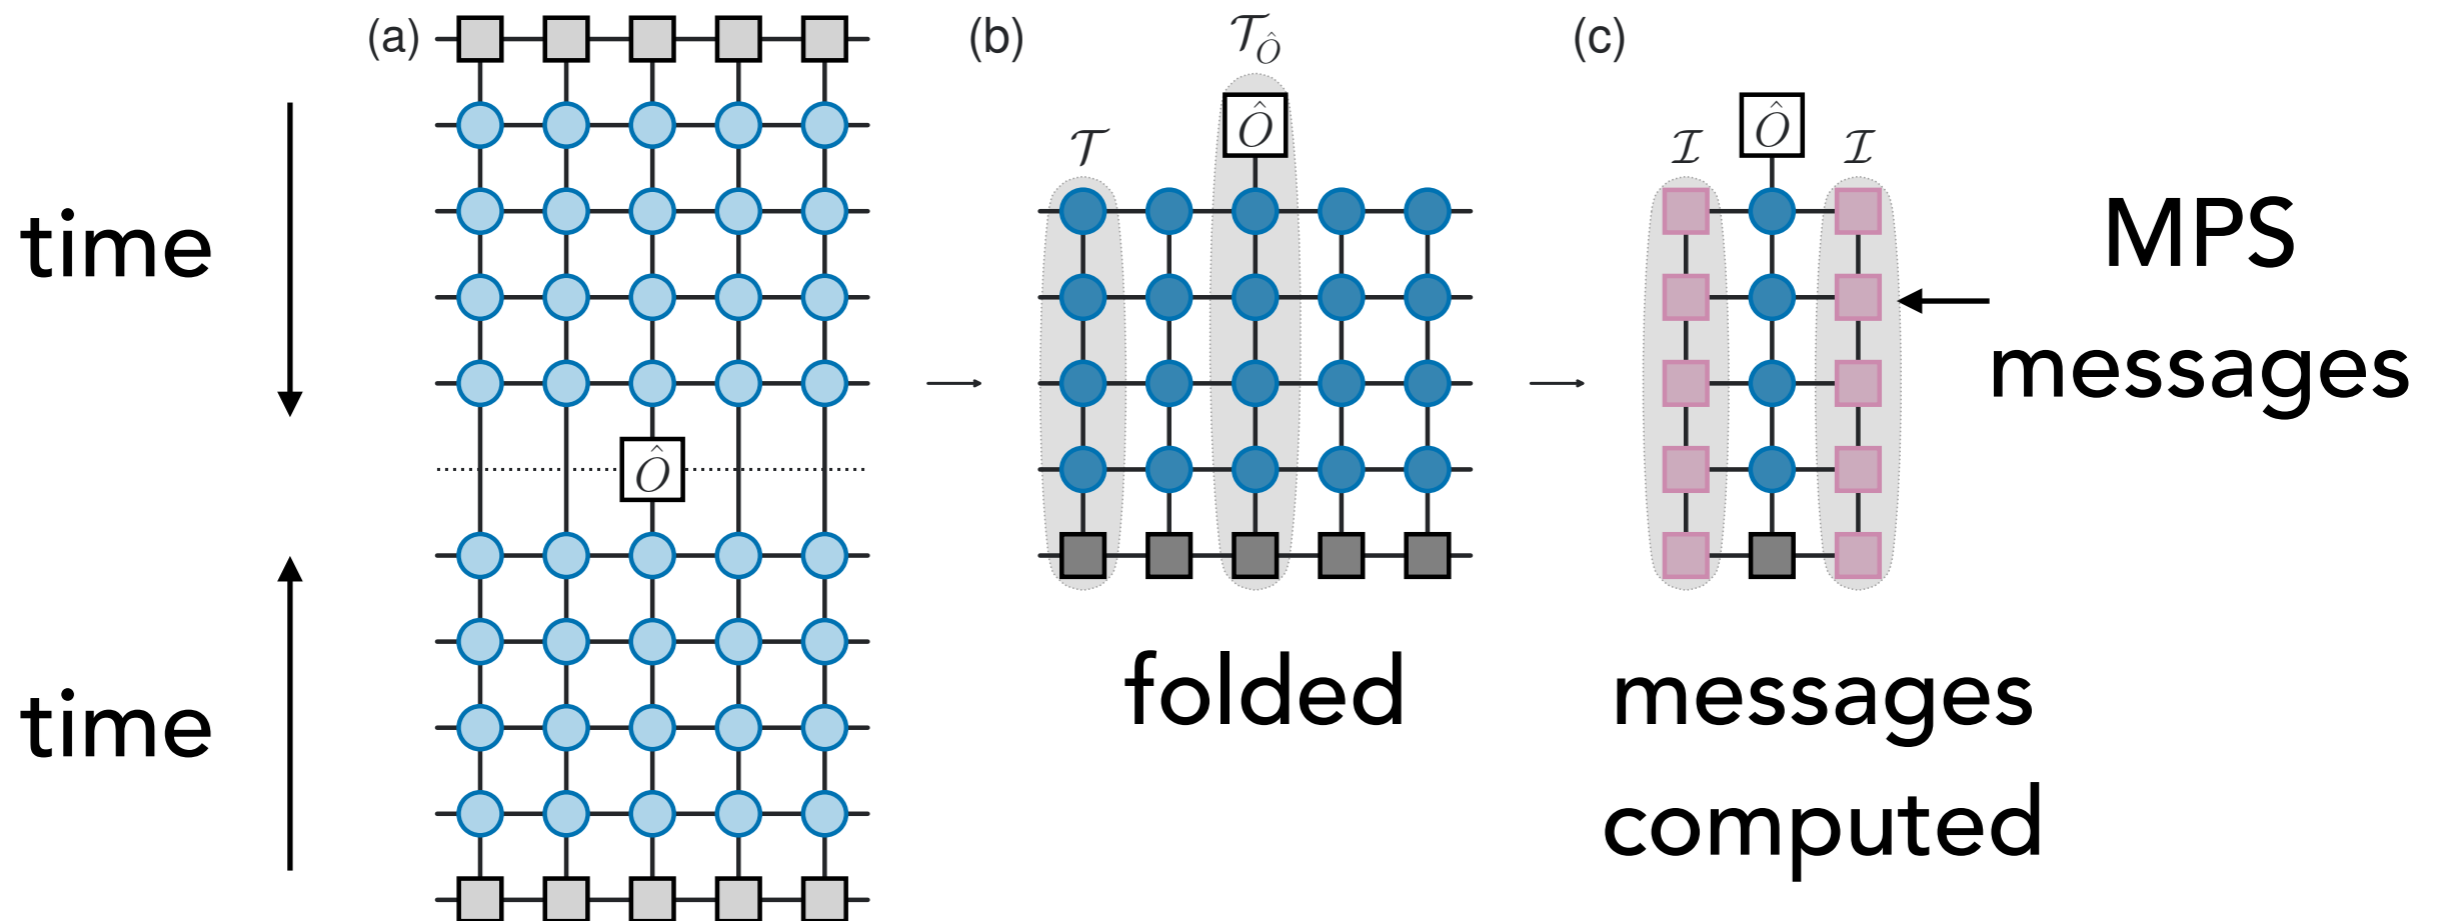 (a)
time
time
Ô
(b)
𝒯
𝒯_Ô
Ô
folded
(c)
ℐ
Ô
ℐ
MPS
messages
messages
computed